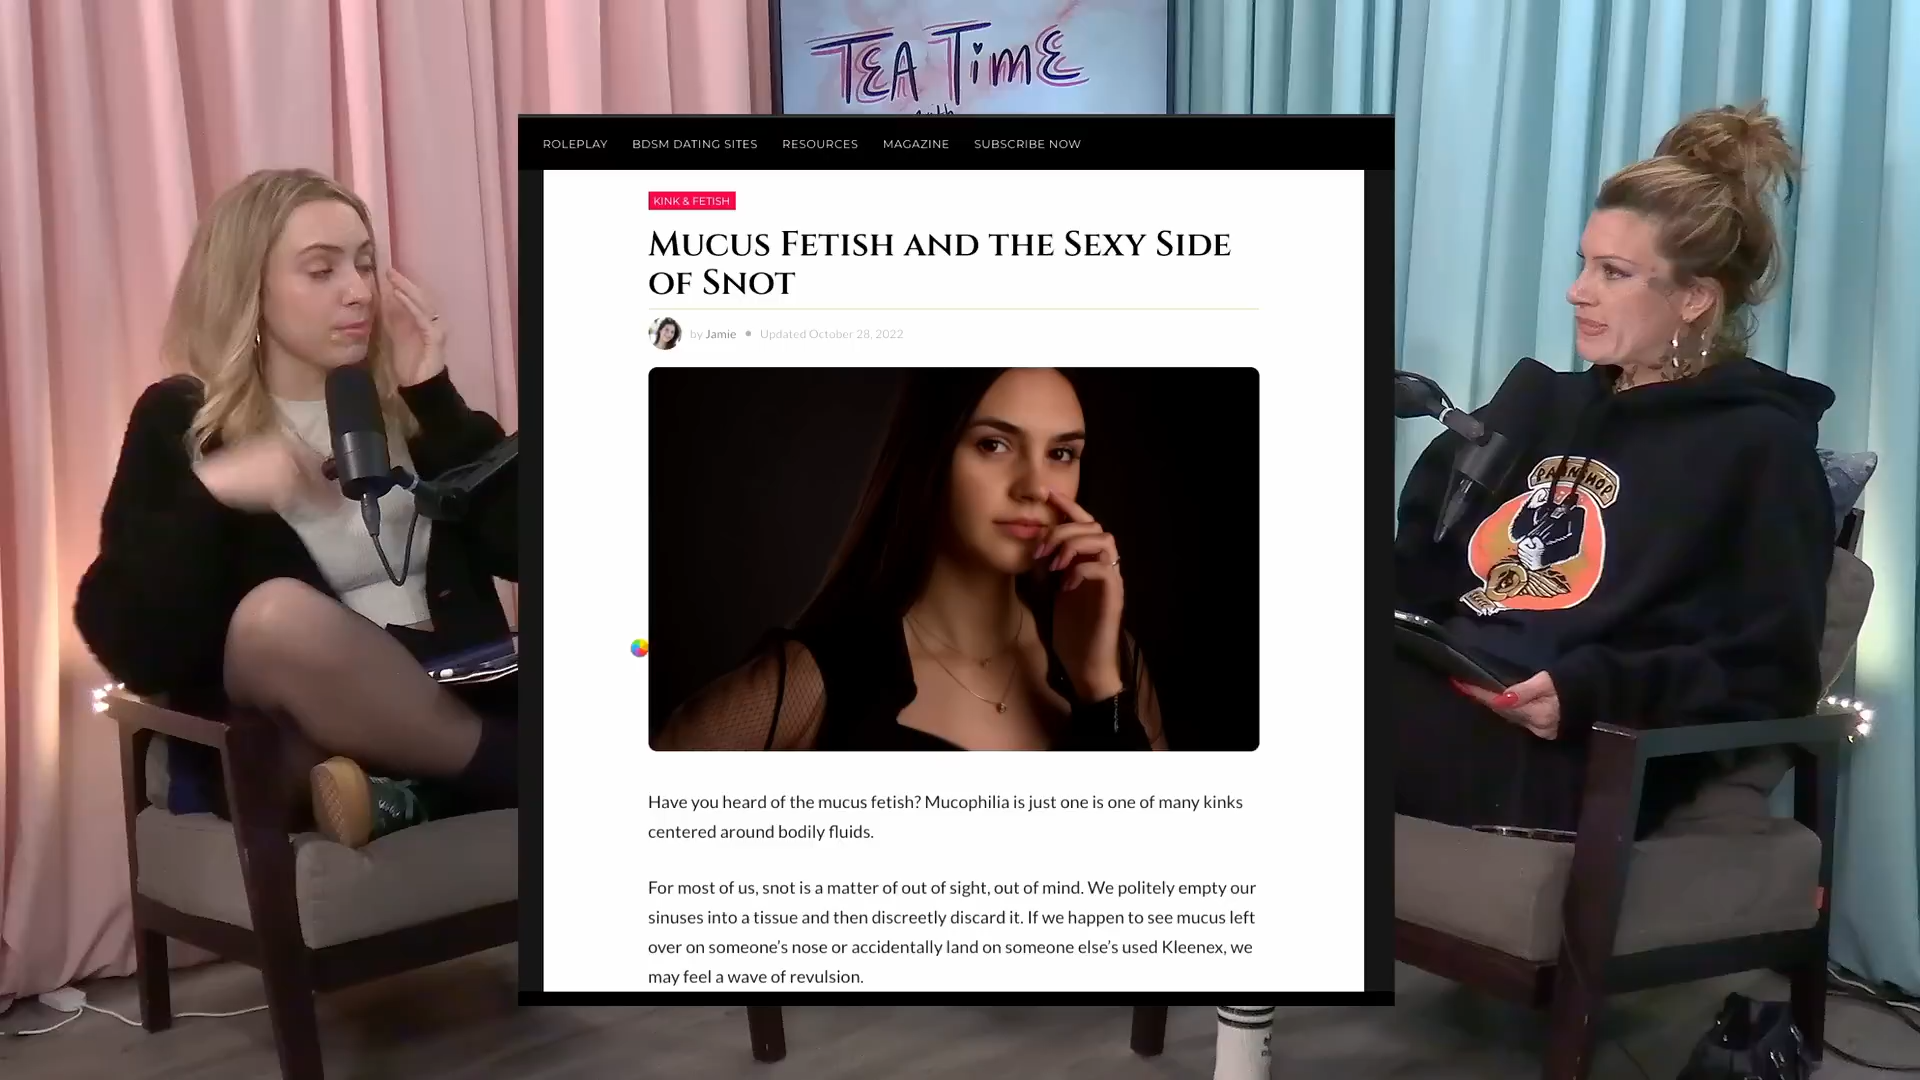 TEA TIME
with
ROLEPLAY BDSM DATING SITES RESOURCES MAGAZINE SUBSCRIBE NOW
KINK & FETISH
MUCUS FETISH AND THE SEXY SIDE
OF SNOT
by Jamie • Updated October 28, 2022
PAWNSHOP
Have you heard of the mucus fetish? Mucophilia is just one is one of many kinks
centered around bodily fluids.
For most of us, snot is a matter of out of sight, out of mind. We politely empty our
sinuses into a tissue and then discreetly discard it. If we happen to see mucus left
over on someone’s nose or accidentally land on someone else’s used Kleenex, we
may feel a wave of revulsion.